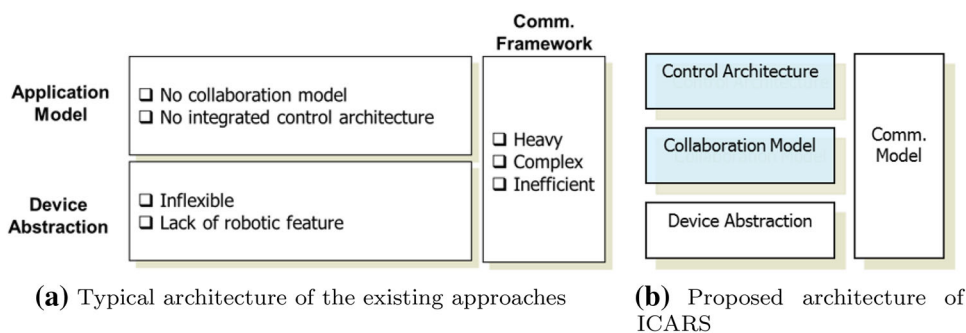 Comm.
Framework
Application
Model
❑ No collaboration model
❑ No integrated control architecture
Device
Abstraction
❑ Inflexible
❑ Lack of robotic feature
❑ Heavy
❑ Complex
❑ Inefficient
Control Architecture
Collaboration Model
Device Abstraction
Comm.
Model
(a) Typical architecture of the existing approaches
(b) Proposed architecture of
ICARS